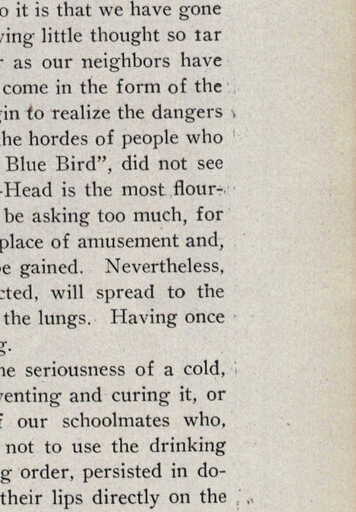 o it is that we have gone
ving little thought so far
r as our neighbors have
come in the form of the
gin to realize the dangers
the hordes of people who
Blue Bird", did not see
-Head is the most flour-
be asking too much, for
place of amusement and,
be gained. Nevertheless,
cted, will spread to the
the lungs. Having once
g.
he seriousness of a cold,
venting and curing it, or
f our schoolmates who,
not to use the drinking
g order, persisted in do-
their lips directly on the